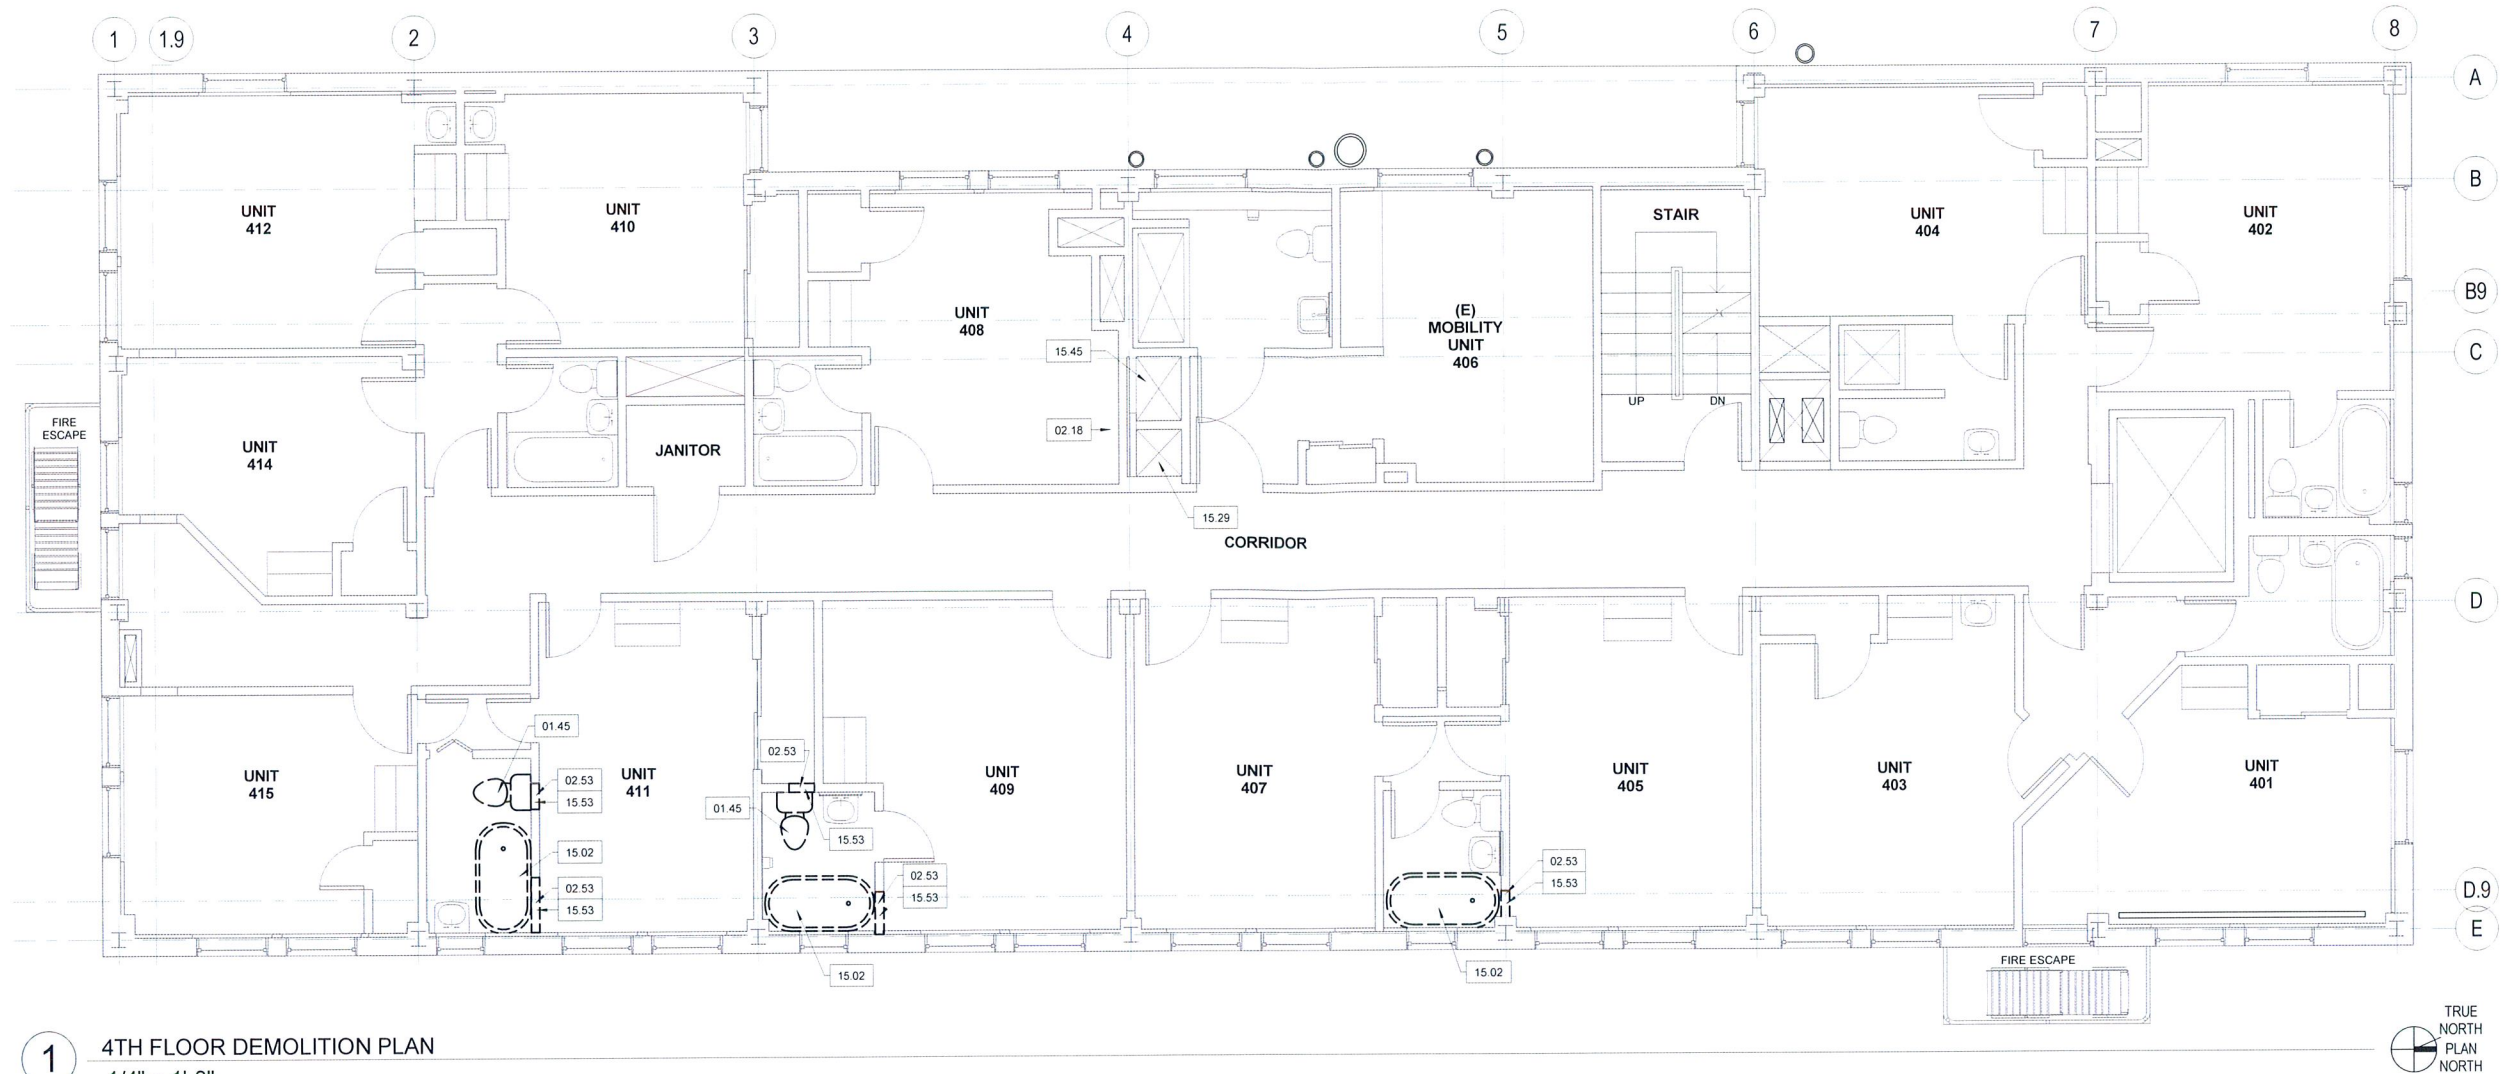 1
1.9
2
3
4
5
6
7
8
A
B
B9
C
D
D.9
E
UNIT
412
UNIT
410
UNIT
408
(E)
MOBILITY
UNIT
406
STAIR
UP
DN
UNIT
404
UNIT
402
FIRE
ESCAPE
UNIT
414
JANITOR
15.45
02.18
15.29
CORRIDOR
UNIT
415
01.45
02.53
15.53
UNIT
411
15.02
02.53
15.53
02.53
01.45
15.53
02.53
15.53
15.02
UNIT
409
UNIT
407
02.53
15.53
15.02
UNIT
405
UNIT
403
UNIT
401
FIRE ESCAPE
1
4TH FLOOR DEMOLITION PLAN
TRUE
NORTH
PLAN
NORTH